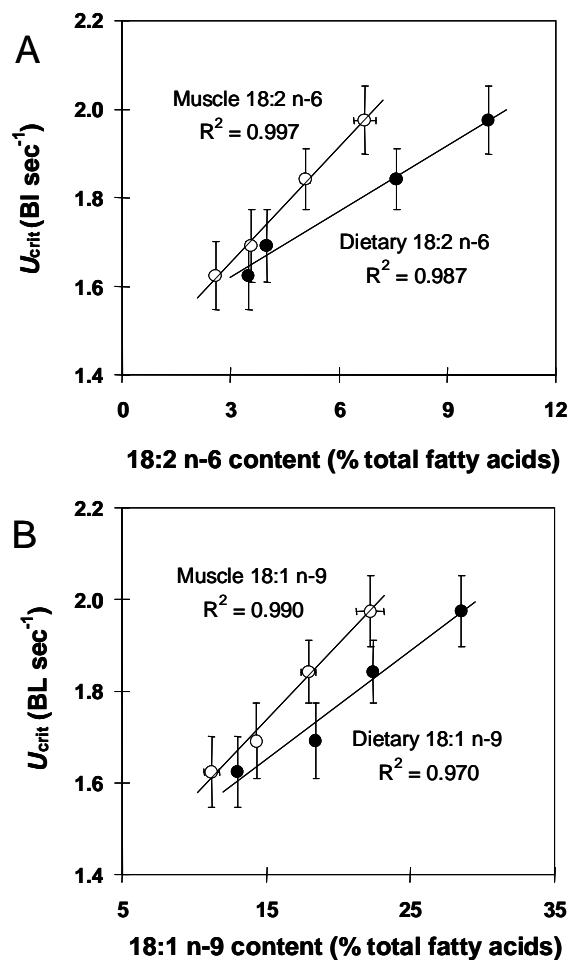 A
2.2
2.0
1.8
1.6
1.4
Ucrit (Bl sec⁻¹)
Muscle 18:2 n-6
R² = 0.997
Dietary 18:2 n-6
R² = 0.987
0 3 6 9 12
18:2 n-6 content (% total fatty acids)
B
2.2
2.0
1.8
1.6
1.4
Ucrit (BL sec⁻¹)
Muscle 18:1 n-9
R² = 0.990
Dietary 18:1 n-9
R² = 0.970
5 15 25 35
18:1 n-9 content (% total fatty acids)